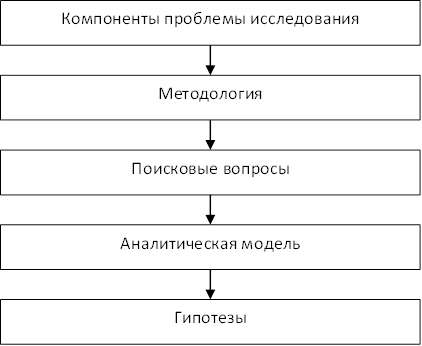 Компоненты проблемы исследования
Методология
Поисковые вопросы
Аналитическая модель
Гипотезы